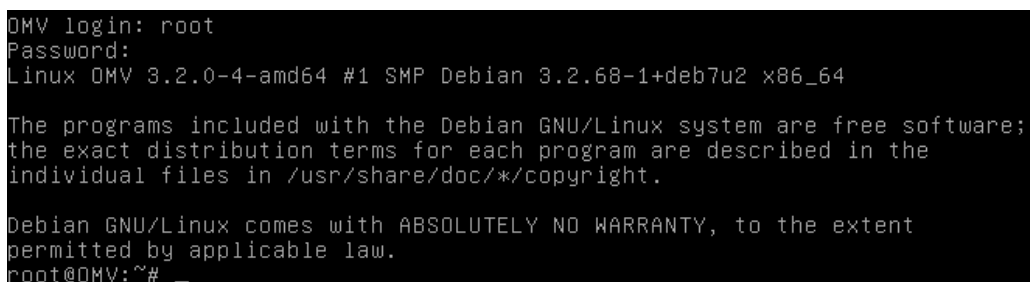 OMV login: root
Password:
Linux OMV 3.2.0-4-amd64 #1 SMP Debian 3.2.68-1+deb7u2 x86_64
The programs included with the Debian GNU/Linux system are free software;
the exact distribution terms for each program are described in the
individual files in /usr/share/doc/*/copyright.
Debian GNU/Linux comes with ABSOLUTELY NO WARRANTY, to the extent
permitted by applicable law.
root@OMV:~# _